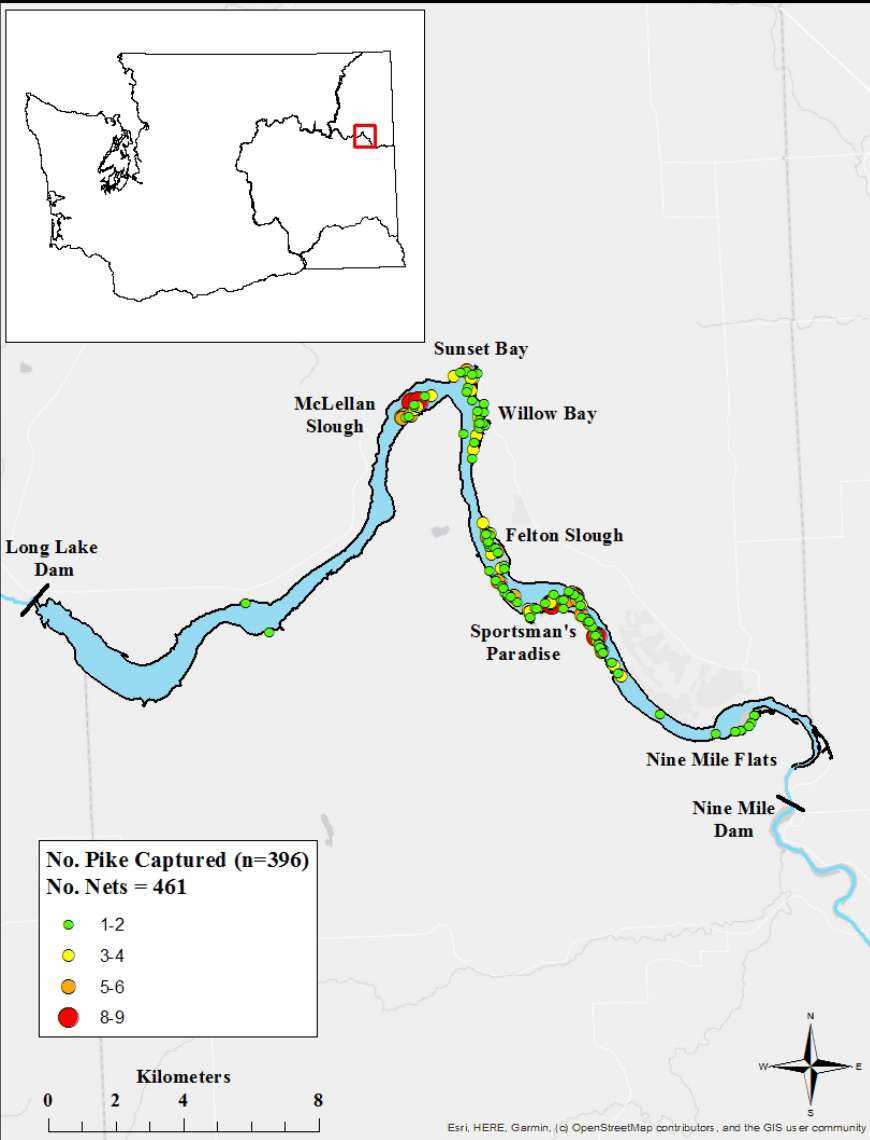 Sunset Bay
McLellan
Slough
Willow Bay
Felton Slough
Long Lake
Dam
Sportsman's
Paradise
Nine Mile Flats
Nine Mile
Dam
No. Pike Captured (n=396)
No. Nets = 461
1-2
3-4
5-6
8-9
Kilometers
0 2 4 8
N
W E
S
Esri, HERE, Garmin, (c) OpenStreetMap contributors, and the GIS user community